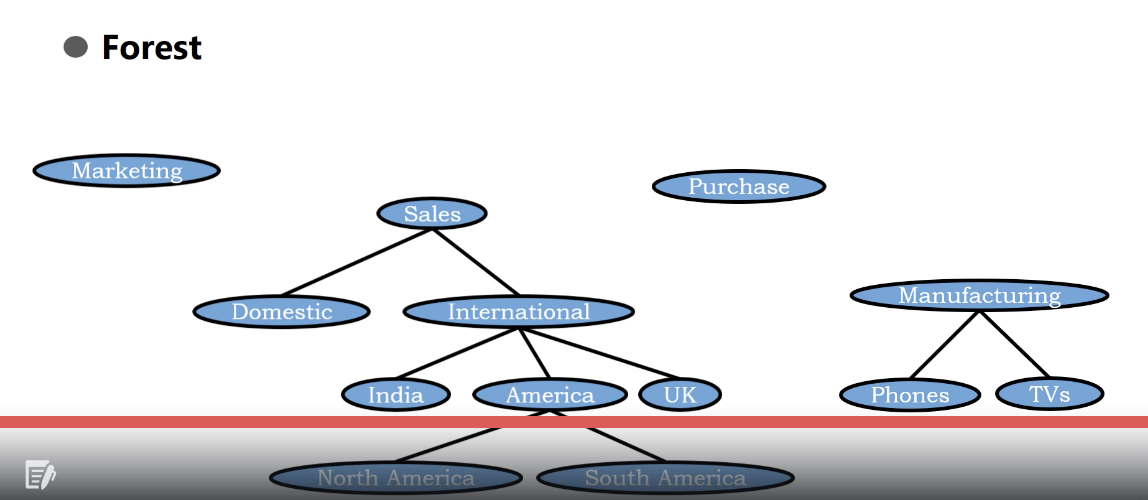 Forest
Marketing
Purchase
Sales
Domestic
International
Manufacturing
India
America
UK
Phones
TVs
North America
South America